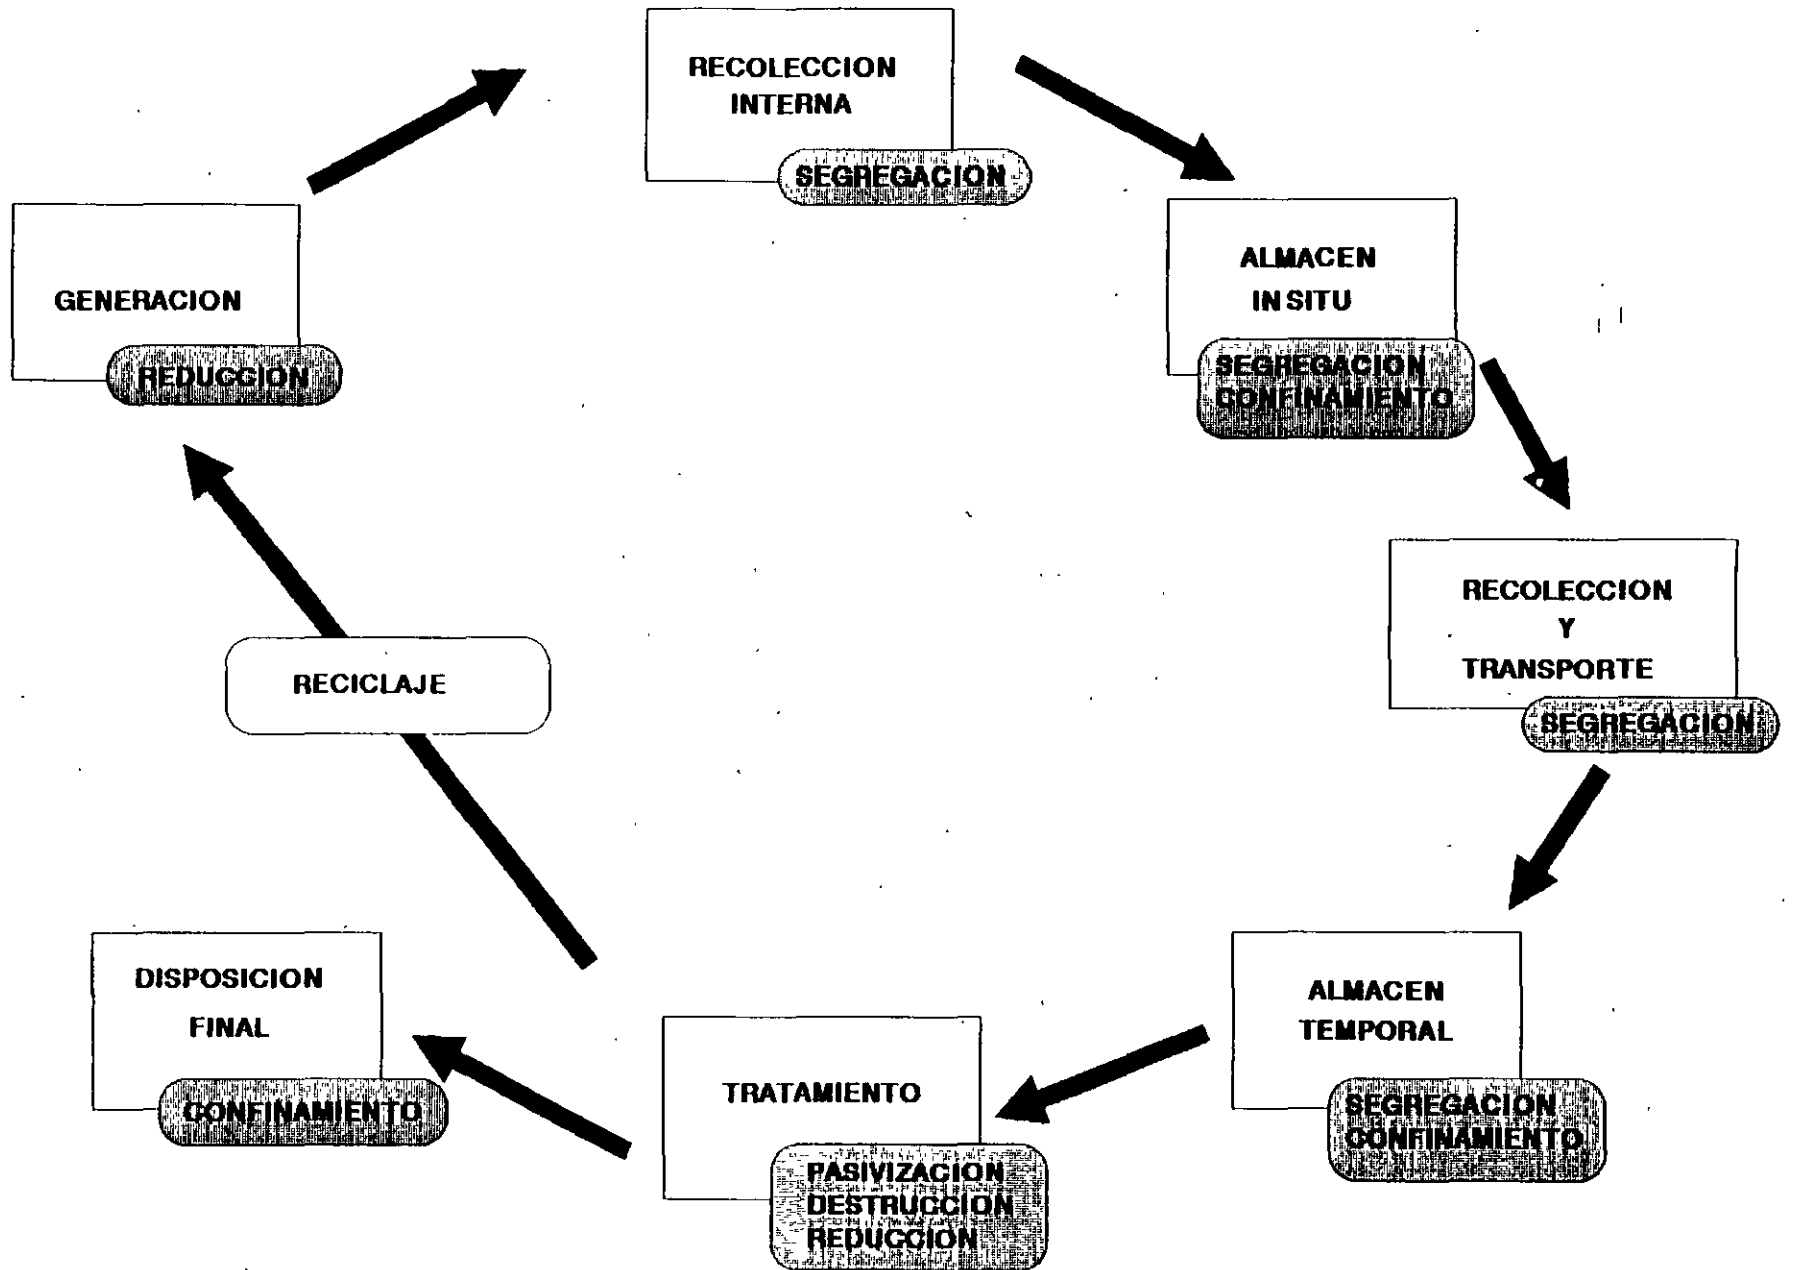 RECOLECCION
INTERNA
SEGREGACION
GENERACION
REDUCCION
ALMACEN
IN SITU
SEGREGACION
CONFINAMIENTO
RECOLECCION
Y
TRANSPORTE
SEGREGACION
RECICLAJE
DISPOSICION
FINAL
CONFINAMIENTO
TRATAMIENTO
PASIVIZACION
DESTRUCCION
REDUCCION
ALMACEN
TEMPORAL
SEGREGACION
CONFINAMIENTO